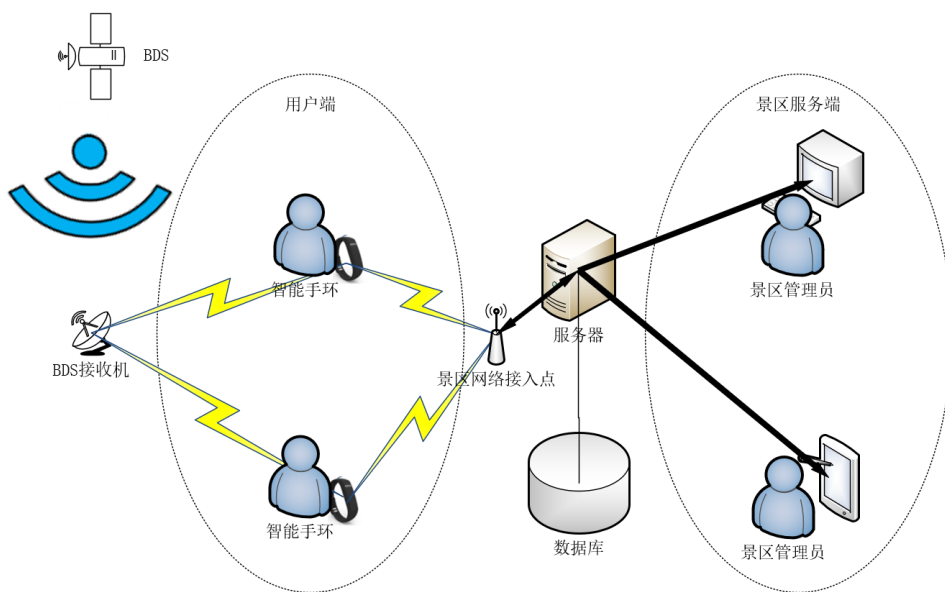 BDS
用户端
景区服务端
智能手环
景区管理员
服务器
BDS接收机
景区网络接入点
智能手环
数据库
景区管理员